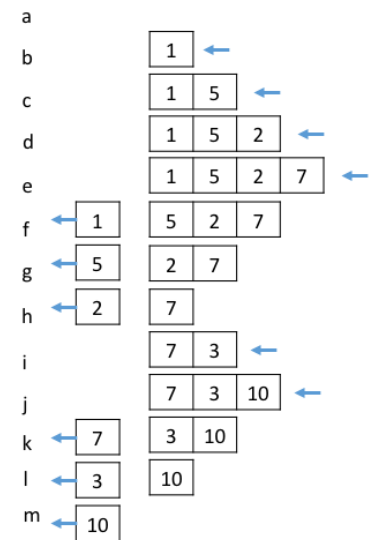 a
b 1
c 1 5
d 1 5 2
e 1 5 2 7
f 1 5 2 7
g 5 2 7
h 2 7
i 7 3
j 7 3 10
k 7 3 10
l 3 10
m 10